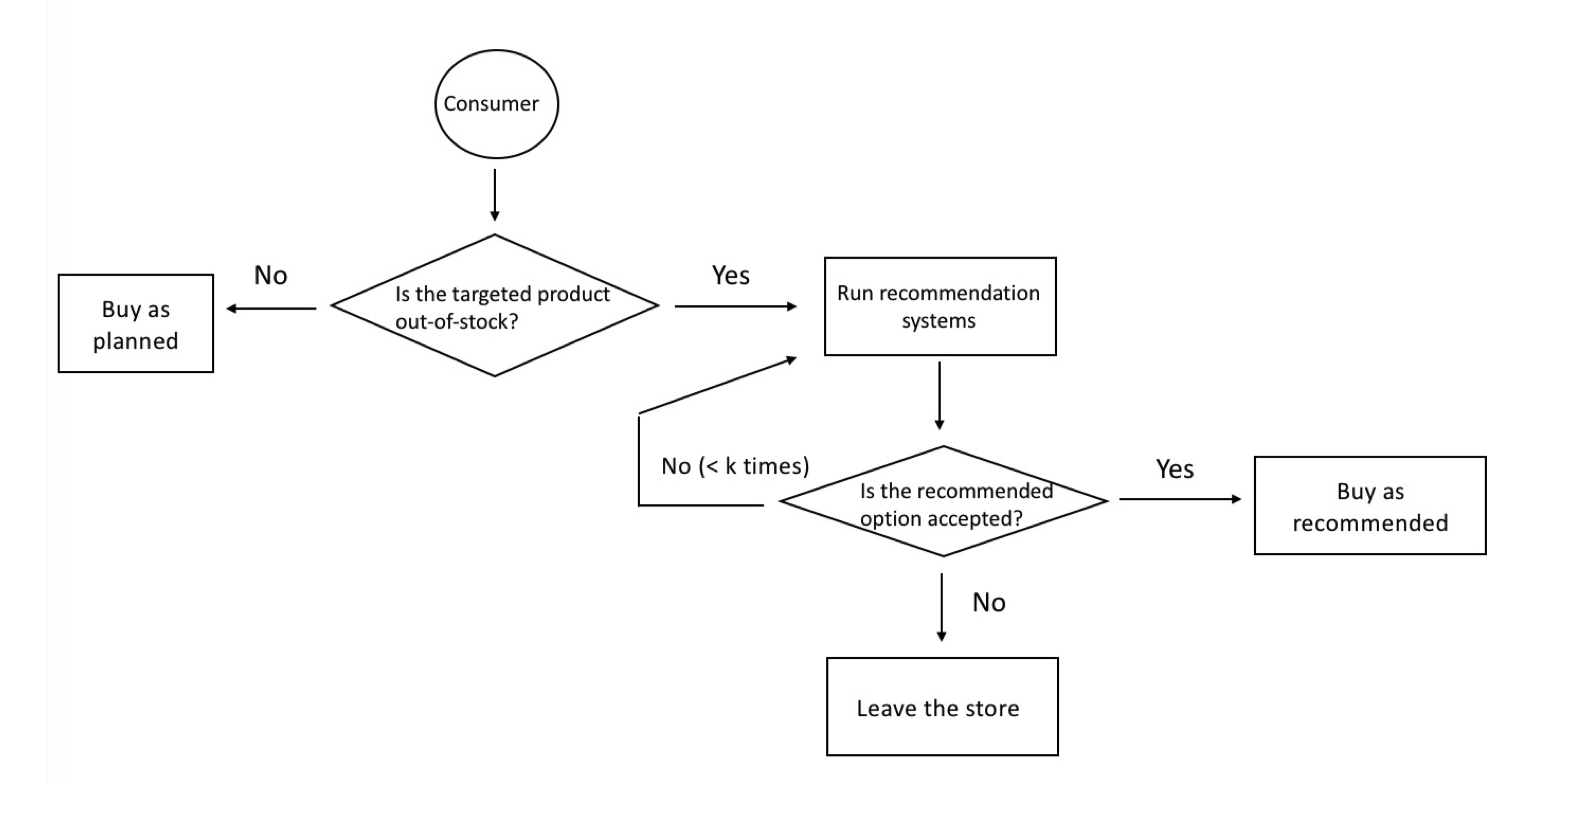 Consumer
No
Yes
Buy as
planned
Is the targeted product
out-of-stock?
Run recommendation
systems
No (< k times)
Yes
Is the recommended
option accepted?
Buy as
recommended
No
Leave the store